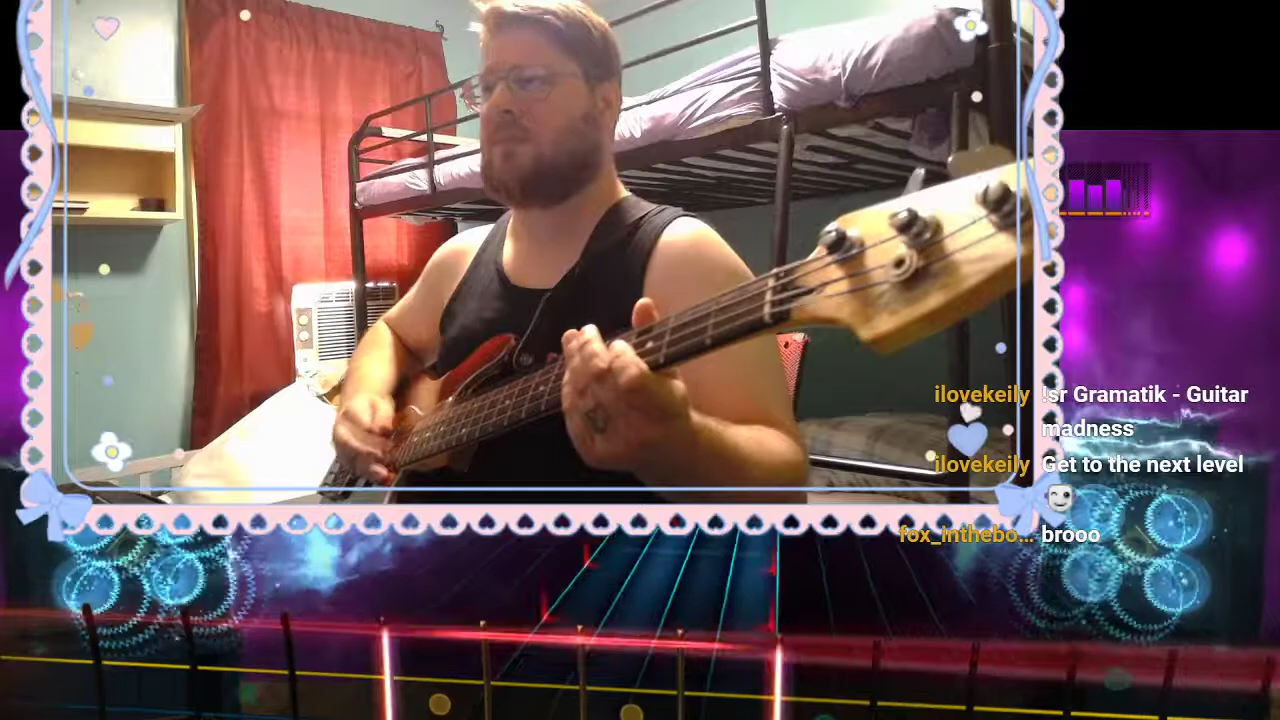 ilovekeily !sr Gramatik - Guitar
madness
ilovekeily Get to the next level
fox_inthebo... brooo